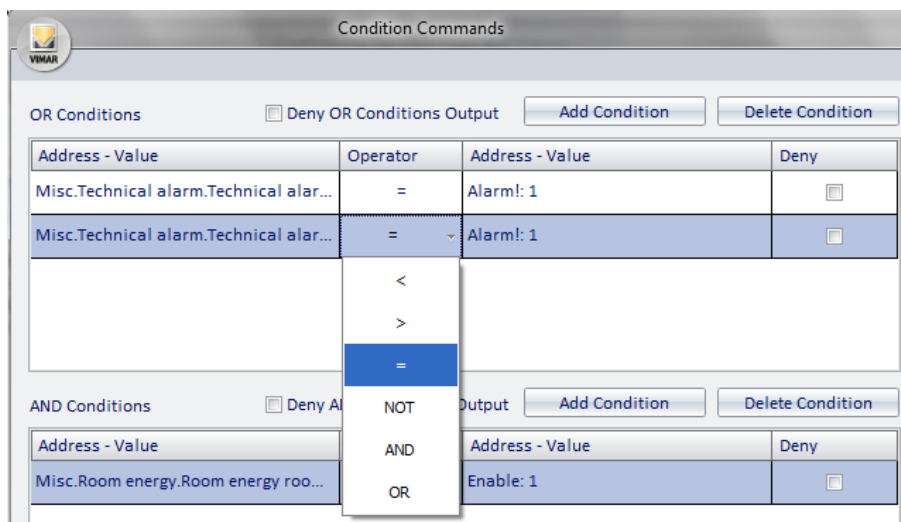 Condition Commands
VIMAR
OR Conditions Deny OR Conditions Output Add Condition Delete Condition
Address - Value Operator Address - Value Deny
Misc.Technical alarm.Technical alar... = Alarm!: 1
Misc.Technical alarm.Technical alar... = Alarm!: 1
<
>
=
AND Conditions Deny A NOT Output Add Condition Delete Condition
Address - Value AND Address - Value Deny
Misc.Room energy.Room energy roo... Enable: 1
OR